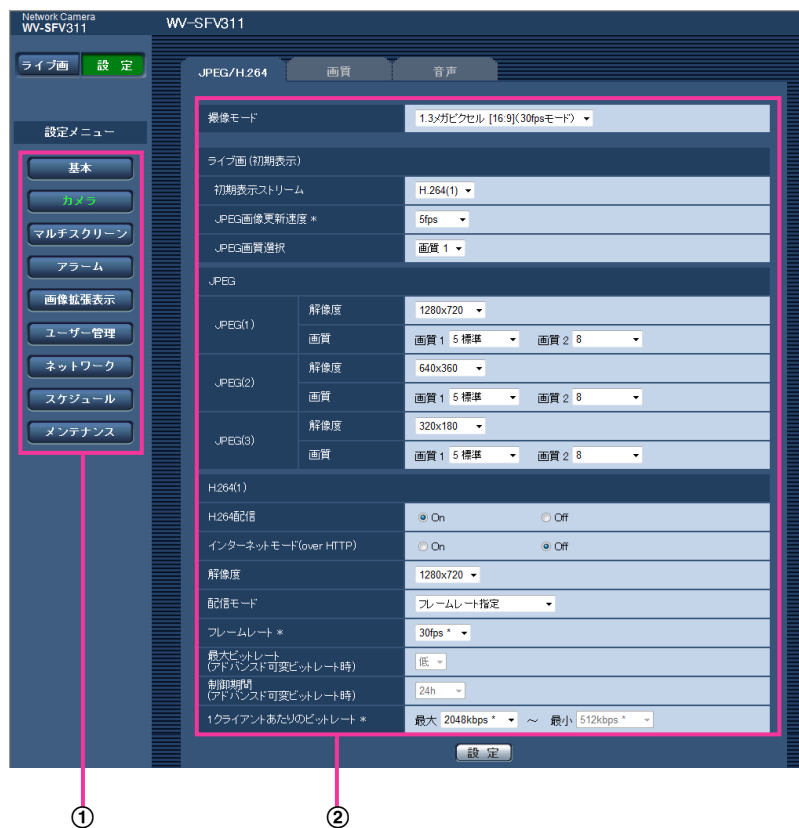 Network Camera
WV-SFV311
WV-SFV311
ライブ画 設 定
設定メニュー
基本
カメラ
マルチスクリーン
アラーム
画像拡張表示
ユーザー管理
ネットワーク
スケジュール
メンテナンス
①
JPEG/H.264 画質 音声
撮像モード 1.3メガピクセル [16:9](30fpsモード)
ライブ画 (初期表示)
初期表示ストリーム H.264(1)
JPEG画像更新速度 * 5fps
JPEG画質選択 画質 1
JPEG
JPEG(1) 解像度 1280x720
画質 画質 1 5 標準 画質 2 8
JPEG(2) 解像度 640x360
画質 画質 1 5 標準 画質 2 8
JPEG(3) 解像度 320x180
画質 画質 1 5 標準 画質 2 8
H.264(1)
H.264配信 On Off
インターネットモード(over HTTP) On Off
解像度 1280x720
配信モード フレームレート指定
フレームレート * 30fps *
最大ビットレート
(アドバンスド可変ビットレート時) 低
制御期間
(アドバンスド可変ビットレート時) 24h
1クライアントあたりのビットレート * 最大 2048kbps * ～ 最小 512kbps *
設 定
②